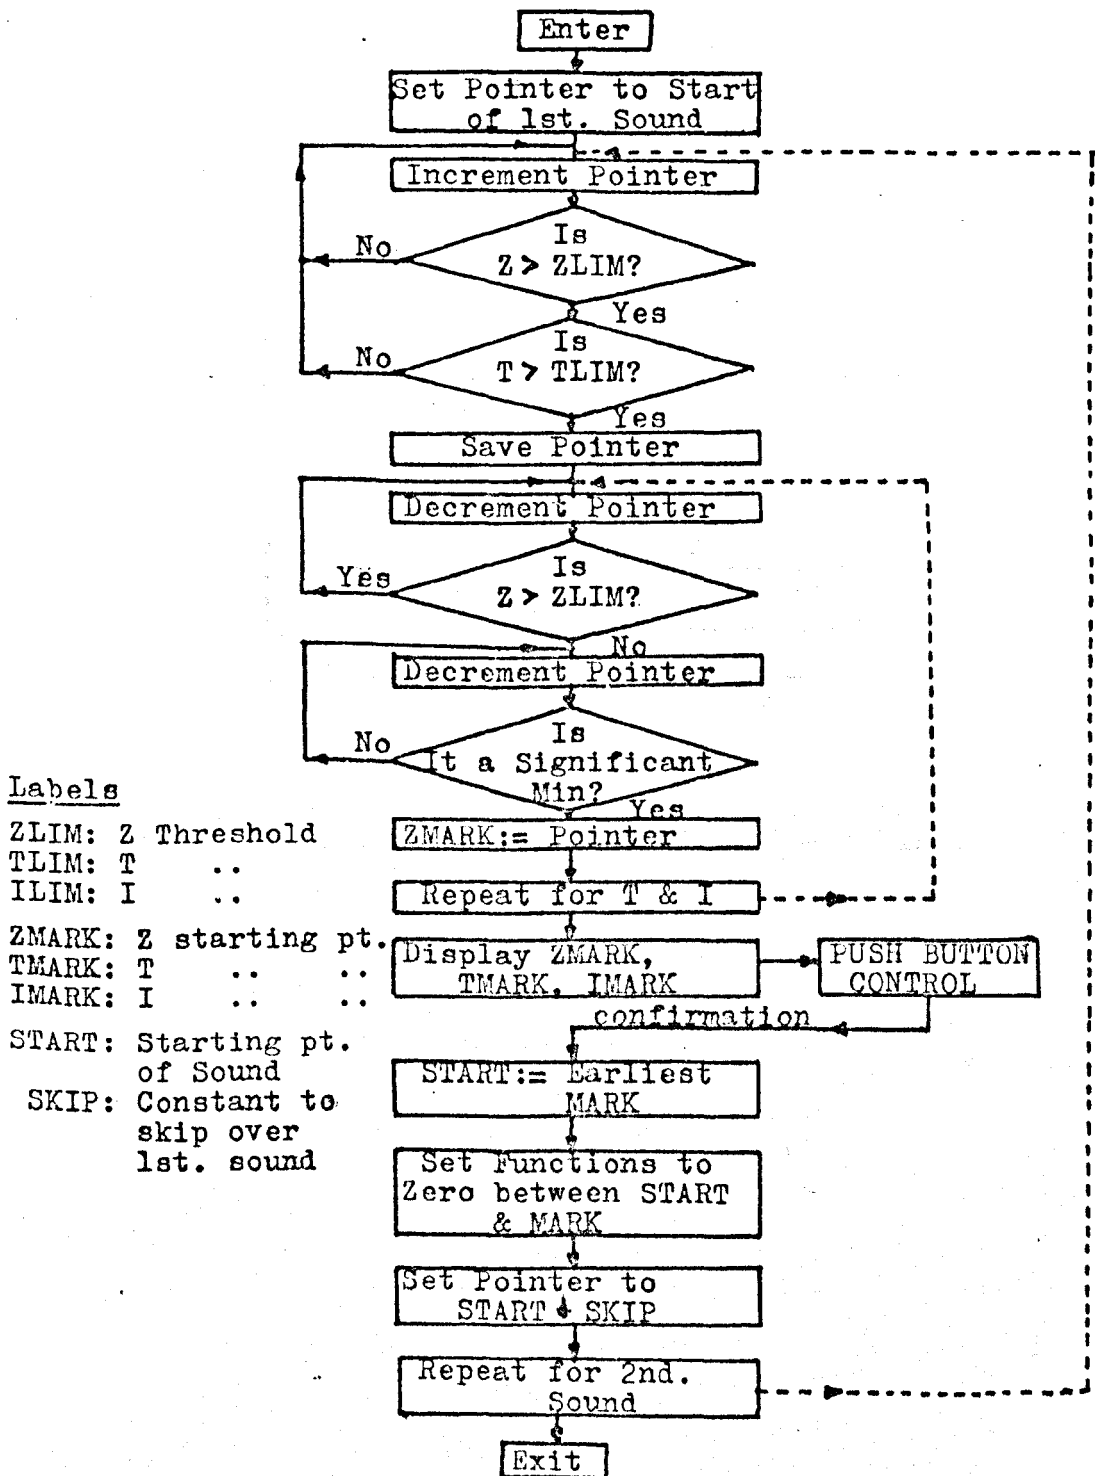 Enter
Set Pointer to Start
of 1st. Sound
Increment Pointer
Is
Z > ZLIM?
No
Yes
Is
T > TLIM?
No
Yes
Save Pointer
Decrement Pointer
Is
Z > ZLIM?
Yes
No
Decrement Pointer
Is
It a Significant
Min?
No
Yes
ZMARK:= Pointer
Repeat for T & I
Display ZMARK,
TMARK, IMARK
PUSH BUTTON
CONTROL
confirmation
START:= Earliest
MARK
Set Functions to
Zero between START
& MARK
Set Pointer to
START + SKIP
Repeat for 2nd.
Sound
Exit
Labels
ZLIM: Z Threshold
TLIM: T ..
ILIM: I ..
ZMARK: Z starting pt.
TMARK: T .. ..
IMARK: I .. ..
START: Starting pt.
of Sound
SKIP: Constant to
skip over
1st. sound